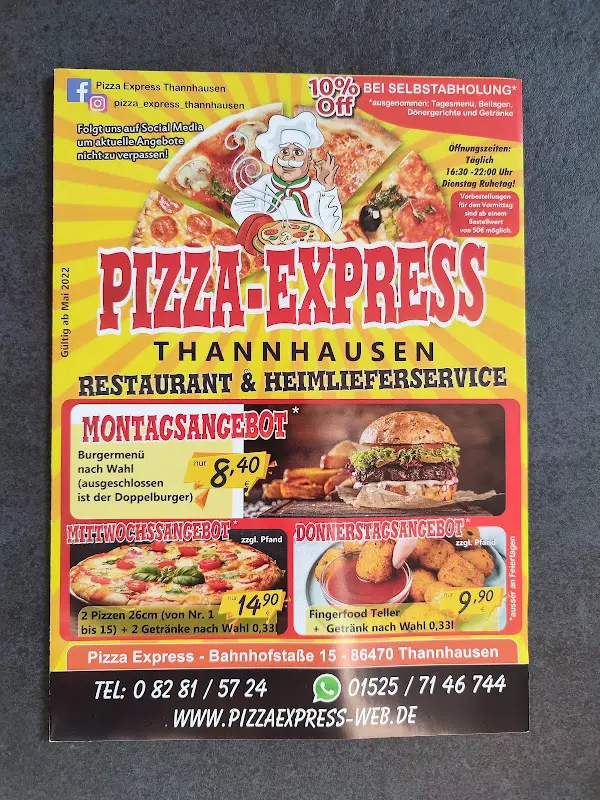 Pizza Express Thannhausen
pizza_express_thannhausen
Folgt uns auf Social Media
um aktuelle Angebote
nicht zu verpassen!
10%
Off
BEI SELBSTABHOLUNG*
*ausgenommen: Tagesmenü, Beilagen,
Dönergerichte und Getränke
Öffnungszeiten:
Täglich
16:30 -22:00 Uhr
Dienstag Ruhetag!
Vorbestellungen
für den Vormittag
sind ab einem
Bestellwert
von 50€ möglich.
Gültig ab Mai 2022
PIZZA-EXPRESS
THANNHAUSEN
RESTAURANT & HEIMLIEFERSERVICE
MONTAGSANGEBOT*
Burgermenü
nach Wahl
(ausgeschlossen
ist der Doppelburger)
nur 8,40 €
MITTWOCHSSANGEBOT*
zzgl. Pfand
nur 14,90 €
2 Pizzen 26cm (von Nr. 1
bis 15) + 2 Getränke nach Wahl 0,33l
DONNERSTAGSANGEBOT*
zzgl. Pfand
nur 9,90 €
Fingerfood Teller
+ Getränk nach Wahl 0,33l
*ausser an Feiertagen
Pizza Express - Bahnhofstaße 15 - 86470 Thannhausen
TEL: 0 82 81 / 57 24
01525 / 71 46 744
WWW.PIZZAEXPRESS-WEB.DE